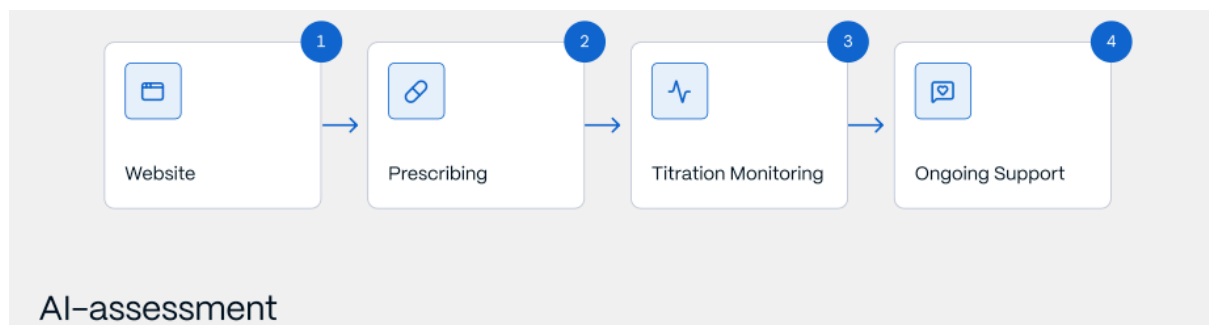 1
2
3
4
Website
Prescribing
Titration Monitoring
Ongoing Support
AI-assessment